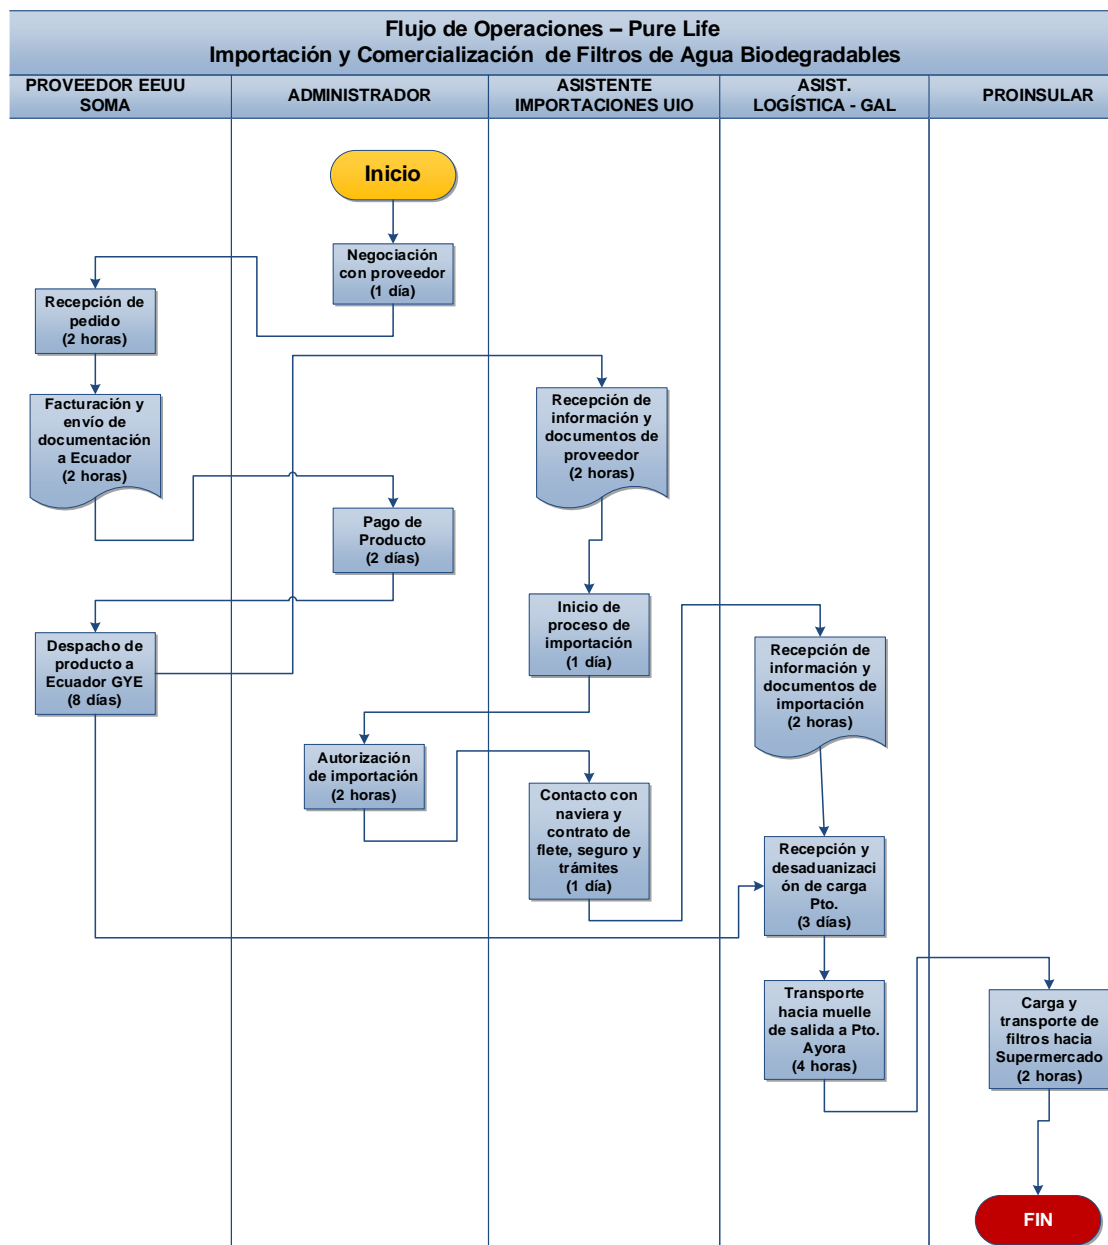 Flujo de Operaciones – Pure Life
Importación y Comercialización de Filtros de Agua Biodegradables
PROVEEDOR EEUU
SOMA
ADMINISTRADOR
ASISTENTE
IMPORTACIONES UIO
ASIST.
LOGÍSTICA - GAL
PROINSULAR
Inicio
Negociación
con proveedor
(1 día)
Recepción de
pedido
(2 horas)
Facturación y
envío de
documentación
a Ecuador
(2 horas)
Recepción de
información y
documentos de
proveedor
(2 horas)
Pago de
Producto
(2 días)
Inicio de
proceso de
importación
(1 día)
Despacho de
producto a
Ecuador GYE
(8 días)
Recepción de
información y
documentos de
importación
(2 horas)
Autorización
de importación
(2 horas)
Contacto con
naviera y
contrato de
flete, seguro y
trámites
(1 día)
Recepción y
desaduanizaci
ón de carga
Pto.
(3 días)
Transporte
hacia muelle
de salida a Pto.
Ayora
(4 horas)
Carga y
transporte de
filtros hacia
Supermercado
(2 horas)
FIN